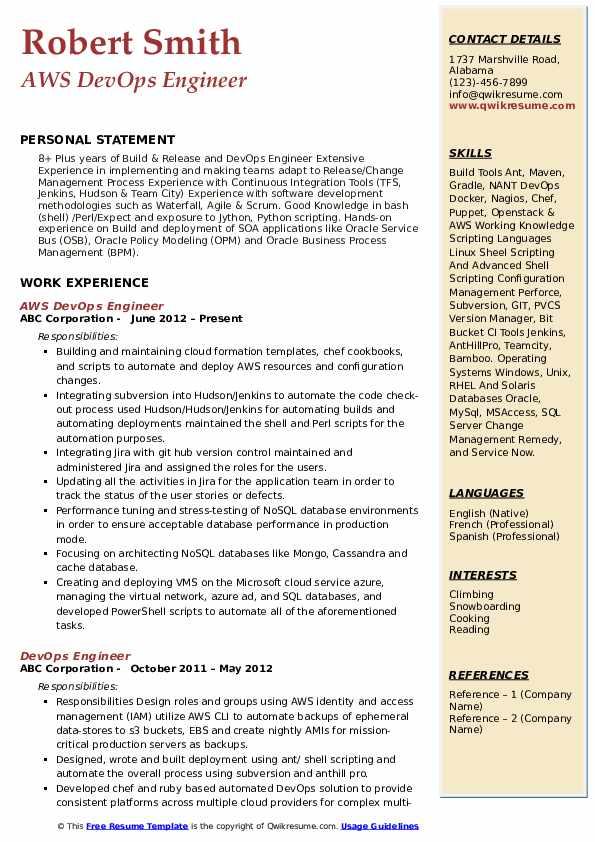 Robert Smith
AWS DevOps Engineer
PERSONAL STATEMENT
8+ Plus years of Build & Release and DevOps Engineer Extensive
Experience in implementing and making teams adapt to Release/Change
Management Process Experience with Continuous Integration Tools (TFS,
Jenkins, Hudson & Team City) Experience with software development
methodologies such as Waterfall, Agile & Scrum. Good Knowledge in bash
(shell) /Perl/Expect and exposure to Jython, Python scripting. Hands-on
experience on Build and deployment of SOA applications like Oracle Service
Bus (OSB), Oracle Policy Modeling (OPM) and Oracle Business Process
Management (BPM).
WORK EXPERIENCE
AWS DevOps Engineer
ABC Corporation - June 2012 – Present
Responsibilities:
▪ Building and maintaining cloud formation templates, chef cookbooks,
and scripts to automate and deploy AWS resources and configuration
changes.
▪ Integrating subversion into Hudson/Jenkins to automate the code check-
out process used Hudson/Hudson/Jenkins for automating builds and
automating deployments maintained the shell and Perl scripts for the
automation purposes.
▪ Integrating Jira with git hub version control maintained and
administered Jira and assigned the roles for the users.
▪ Updating all the activities in Jira for the application team in order to
track the status of the user stories or defects.
▪ Performance tuning and stress-testing of NoSQL database environments
in order to ensure acceptable database performance in production
mode.
▪ Focusing on architecting NoSQL databases like Mongo, Cassandra and
cache database.
▪ Creating and deploying VMS on the Microsoft cloud service azure,
managing the virtual network, azure ad, and SQL databases, and
developed PowerShell scripts to automate all of the aforementioned
tasks.
DevOps Engineer
ABC Corporation - October 2011 – May 2012
Responsibilities:
▪ Responsibilities Design roles and groups using AWS identity and access
management (IAM) utilize AWS CLI to automate backups of ephemeral
data-stores to s3 buckets, EBS and create nightly AMIs for mission-
critical production servers as backups.
▪ Designed, wrote and built deployment using ant/ shell scripting and
automate the overall process using subversion and anthill pro.
▪ Developed chef and ruby based automated DevOps solution to provide
consistent platforms across multiple cloud providers for complex multi-
CONTACT DETAILS
1737 Marshville Road,
Alabama
(123)-456-7899
info@qwikresume.com
www.qwikresume.com
SKILLS
Build Tools Ant, Maven,
Gradle, NANT DevOps
Docker, Nagios, Chef,
Puppet, Openstack &
AWS Working Knowledge
Scripting Languages
Linux Sheel Scripting
And Advanced Shell
Scripting Configuration
Management Perforce,
Subversion, GIT, PVCS
Version Manager, Bit
Bucket CI Tools Jenkins,
AntHillPro, Teamcity,
Bamboo. Operating
Systems Windows, Unix,
RHEL And Solaris
Databases Oracle,
MySql, MSAccess, SQL
Server Change
Management Remedy,
and Service Now.
LANGUAGES
English (Native)
French (Professional)
Spanish (Professional)
INTERESTS
Climbing
Snowboarding
Cooking
Reading
REFERENCES
Reference – 1 (Company
Name)
Reference – 2 (Company
Name)
© This Free Resume Template is the copyright of Qwikresume.com. Usage Guidelines